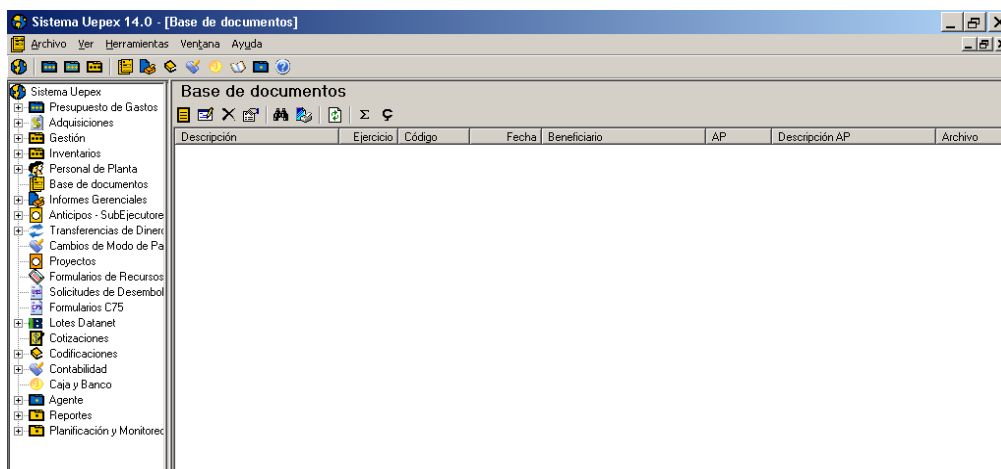 Sistema Uepex 14.0 - [Base de documentos]
Archivo Ver Herramientas Ventana Ayuda
Sistema Uepex
Presupuesto de Gastos
Adquisiciones
Gestión
Inventarios
Personal de Planta
Base de documentos
Informes Gerenciales
Anticipos - SubEjecutore
Transferencias de Dinero
Cambios de Modo de Pa
Proyectos
Formularios de Recursos
Solicitudes de Desembol
Formularios C75
Lotes Datanet
Cotizaciones
Codificaciones
Contabilidad
Caja y Banco
Agente
Reportes
Planificación y Monitoreo
Base de documentos
Σ Ç
Descripción Ejercicio Código Fecha Beneficiario AP Descripción AP Archivo